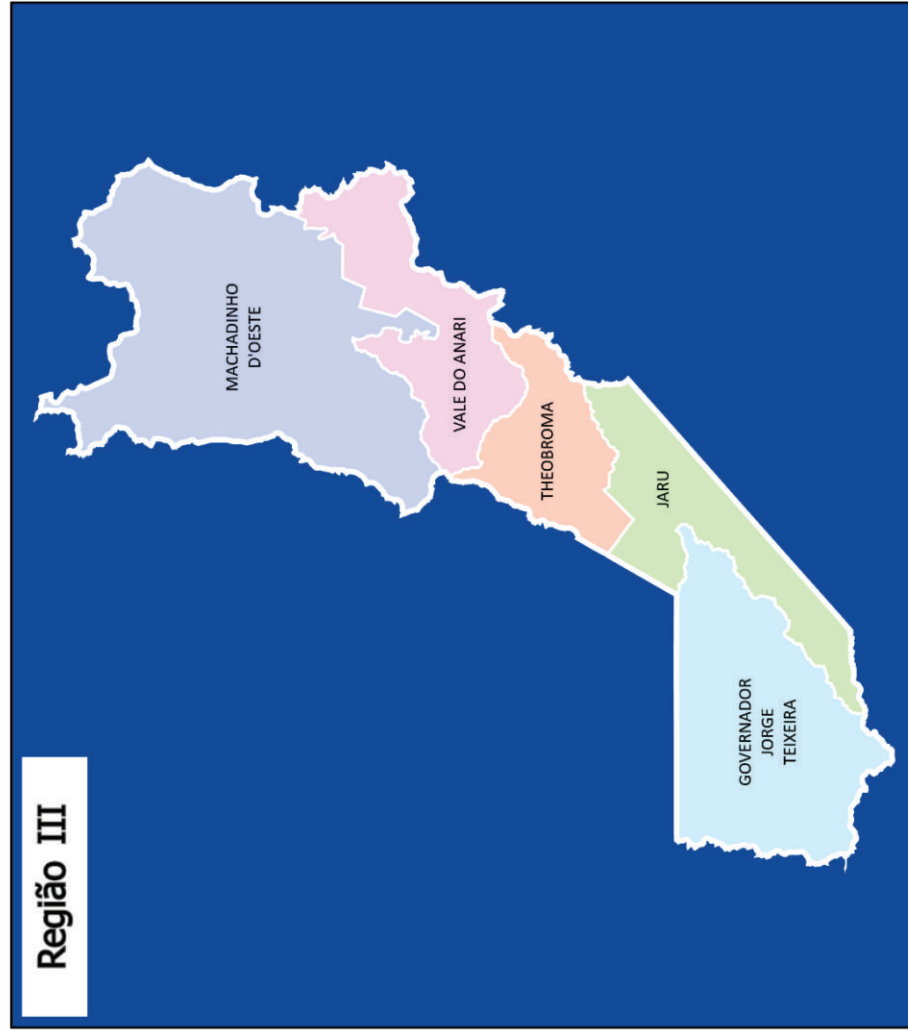 Região III
MACHADINHO
D'OESTE
VALE DO ANARI
THEOBROMA
JARU
GOVERNADOR
JORGE
TEIXEIRA